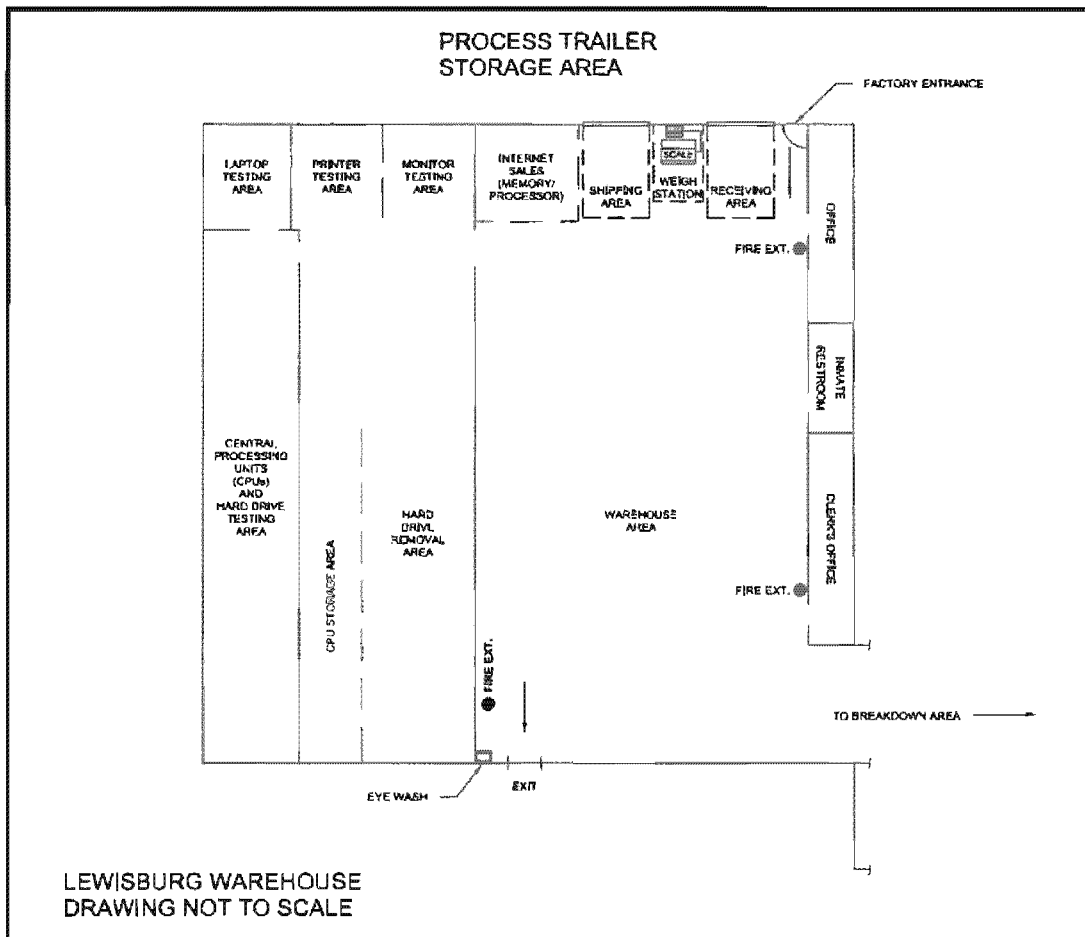 PROCESS TRAILER
STORAGE AREA
FACTORY ENTRANCE
LAPTOP
TESTING
AREA
PRINTER
TESTING
AREA
MONITOR
TESTING
AREA
INTERNET
SALES
(MEMORY/
PROCESSOR)
SHIPPING
AREA
SCALE
WEIGH
STATION
RECEIVING
AREA
OFFICE
FIRE EXT.
INMATE
RESTROOM
CENTRAL
PROCESSING
UNITS
(CPUs)
AND
HARD DRIVE
TESTING
AREA
CPU STORAGE AREA
HARD
DRIVE
REMOVAL
AREA
WAREHOUSE
AREA
CLERK'S OFFICE
FIRE EXT.
FIRE EXT.
TO BREAKDOWN AREA
EYE WASH
EXIT
LEWISBURG WAREHOUSE
DRAWING NOT TO SCALE